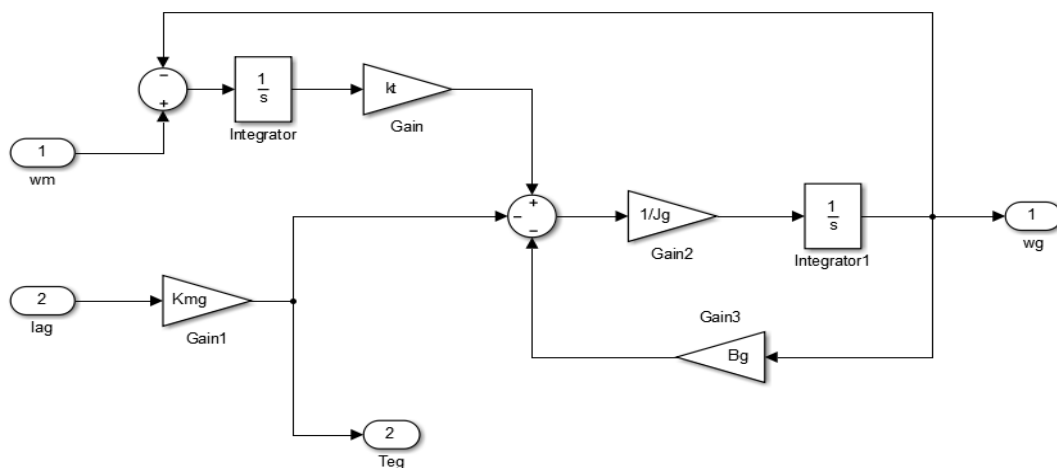 −
+
1
s
Integrator
kt
Gain
1
wm
+
−
−
1/Jg
Gain2
1
s
Integrator1
1
wg
2
Iag
Kmg
Gain1
Gain3
Bg
2
Teg